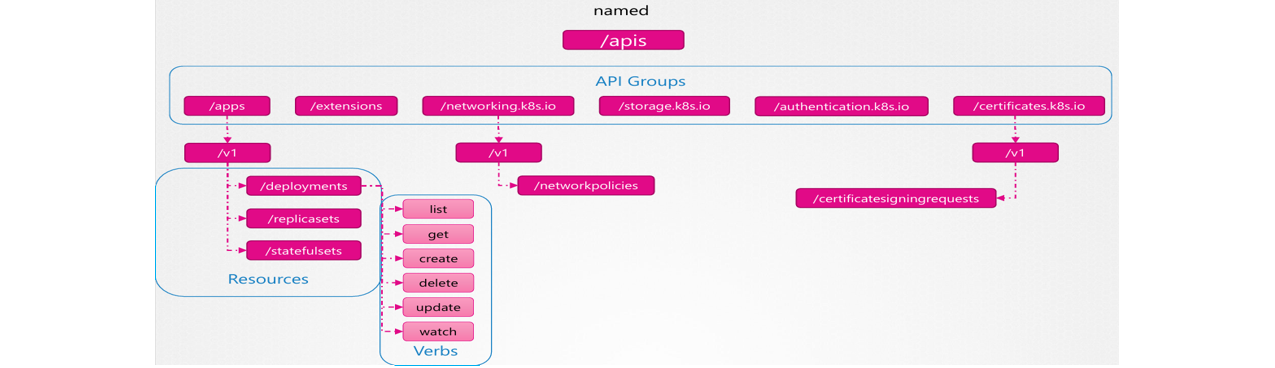 named
/apis
API Groups
/apps
/extensions
/networking.k8s.io
/storage.k8s.io
/authentication.k8s.io
/certificates.k8s.io
/v1
/v1
/v1
/deployments
/replicasets
/statefulsets
Resources
/networkpolicies
/certificatesigningrequests
list
get
create
delete
update
watch
Verbs